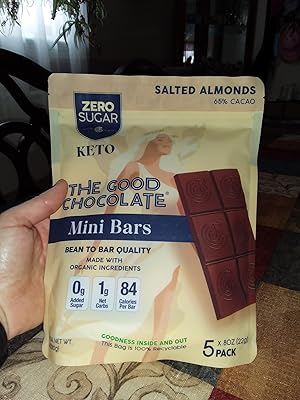 ZERO
SUGAR
SALTED ALMONDS
65% CACAO
KETO
THE GOOD
CHOCOLATE
Mini Bars
BEAN TO BAR QUALITY
MADE WITH
ORGANIC INGREDIENTS
0g
Added
Sugar
1g
Net
Carbs
84
Calories
Per Bar
GOODNESS INSIDE AND OUT
This Bag is 100% Recyclable
NET WT
5 X .8OZ (22g)
PACK